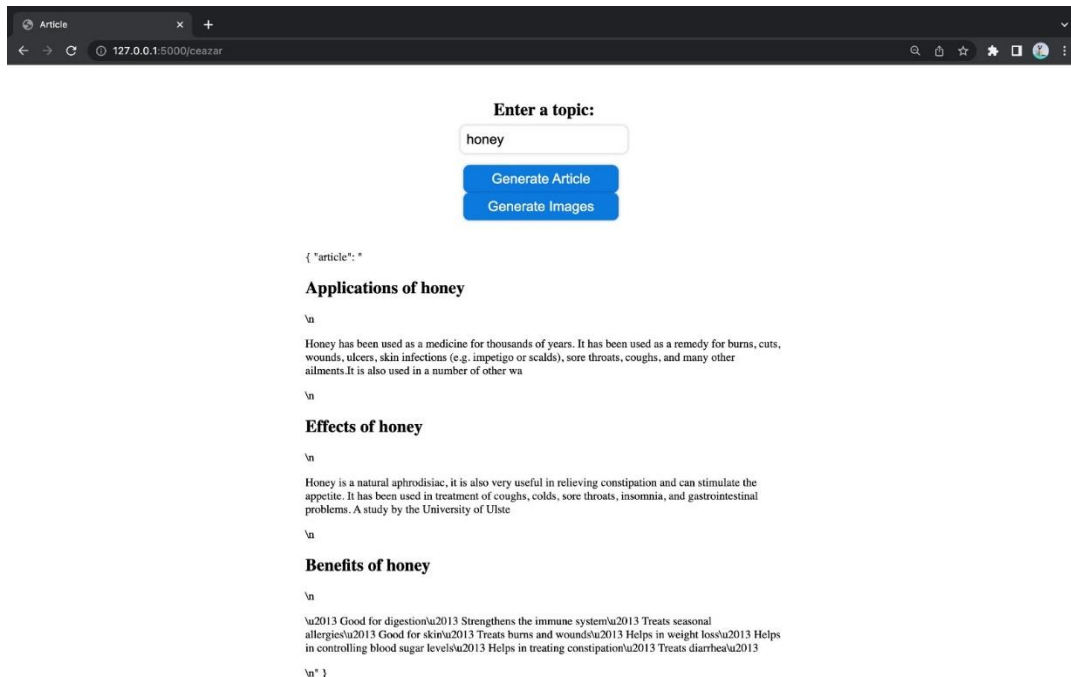 Article
127.0.0.1:5000/ceazar
Enter a topic:
honey
Generate Article
Generate Images
{ "article": "
Applications of honey
\n
Honey has been used as a medicine for thousands of years. It has been used as a remedy for burns, cuts,
wounds, ulcers, skin infections (e.g. impetigo or scalds), sore throats, coughs, and many other
ailments.It is also used in a number of other wa
\n
Effects of honey
\n
Honey is a natural aphrodisiac, it is also very useful in relieving constipation and can stimulate the
appetite. It has been used in treatment of coughs, colds, sore throats, insomnia, and gastrointestinal
problems. A study by the University of Ulste
\n
Benefits of honey
\n
\u2013 Good for digestion\u2013 Strengthens the immune system\u2013 Treats seasonal
allergies\u2013 Good for skin\u2013 Treats burns and wounds\u2013 Helps in weight loss\u2013 Helps
in controlling blood sugar levels\u2013 Helps in treating constipation\u2013 Treats diarrhea\u2013
\n" }